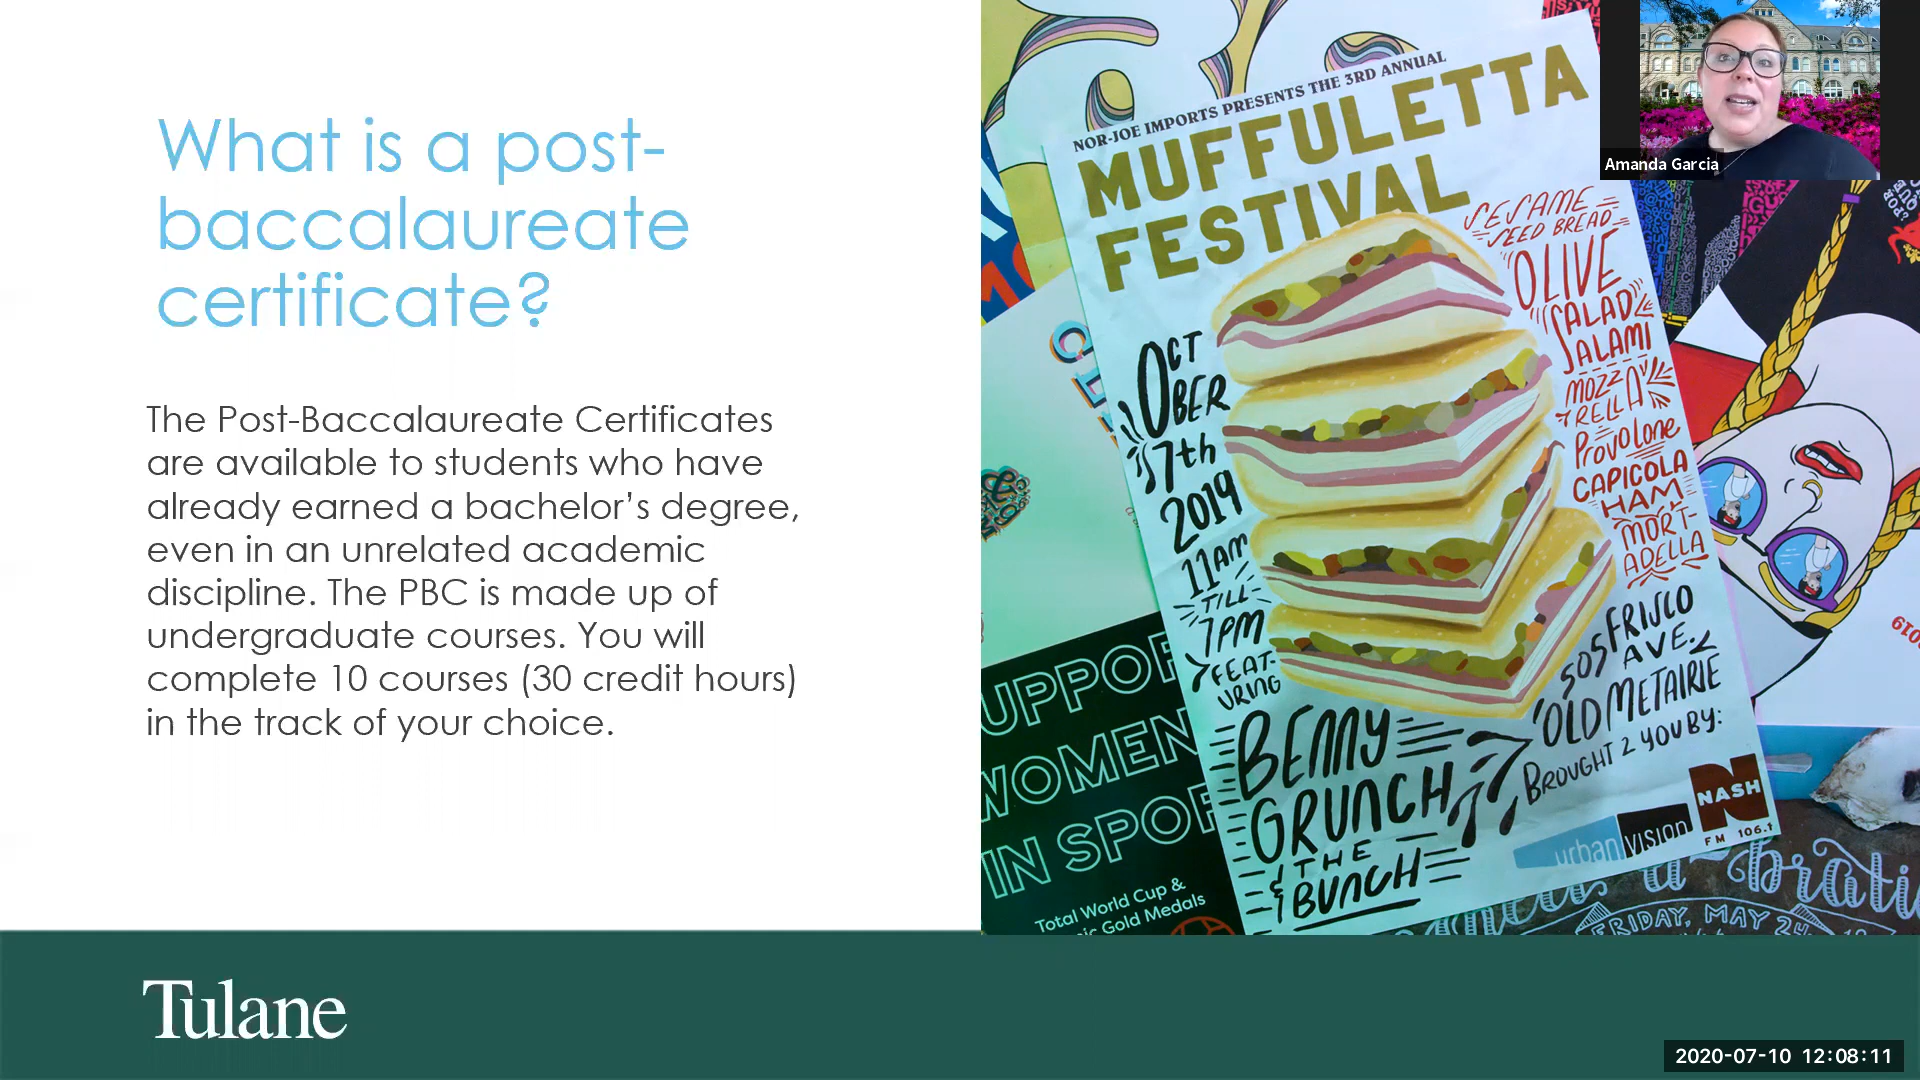 What is a post-
baccalaureate
certificate?
The Post-Baccalaureate Certificates
are available to students who have
already earned a bachelor’s degree,
even in an unrelated academic
discipline. The PBC is made up of
undergraduate courses. You will
complete 10 courses (30 credit hours)
in the track of your choice.
Tulane
NOR-JOE IMPORTS PRESENTS THE 3RD ANNUAL
MUFFULETTA
FESTIVAL
OCT
OBER
7th
2019
11AM
TILL
7PM
FEAT-
URING
BENNY
GRUNCH
& THE
BUNCH
SESAME
SEED BREAD
OLIVE
SALAD
SALAMI
MOZZ
RELLA
PROVOLONE
CAPICOLA
HAM
MORT-
ADELLA
505 FRISCO
AVE.
OLD METAIRIE
BROUGHT 2 YOU BY:
urban VISION
NASH
FM 106.1
UPPOR
WOMEN
IN SPOR
Total World Cup &
ic Gold Medals
FRIDAY, MAY 24
2019
Amanda Garcia
2020-07-10 12:08:11